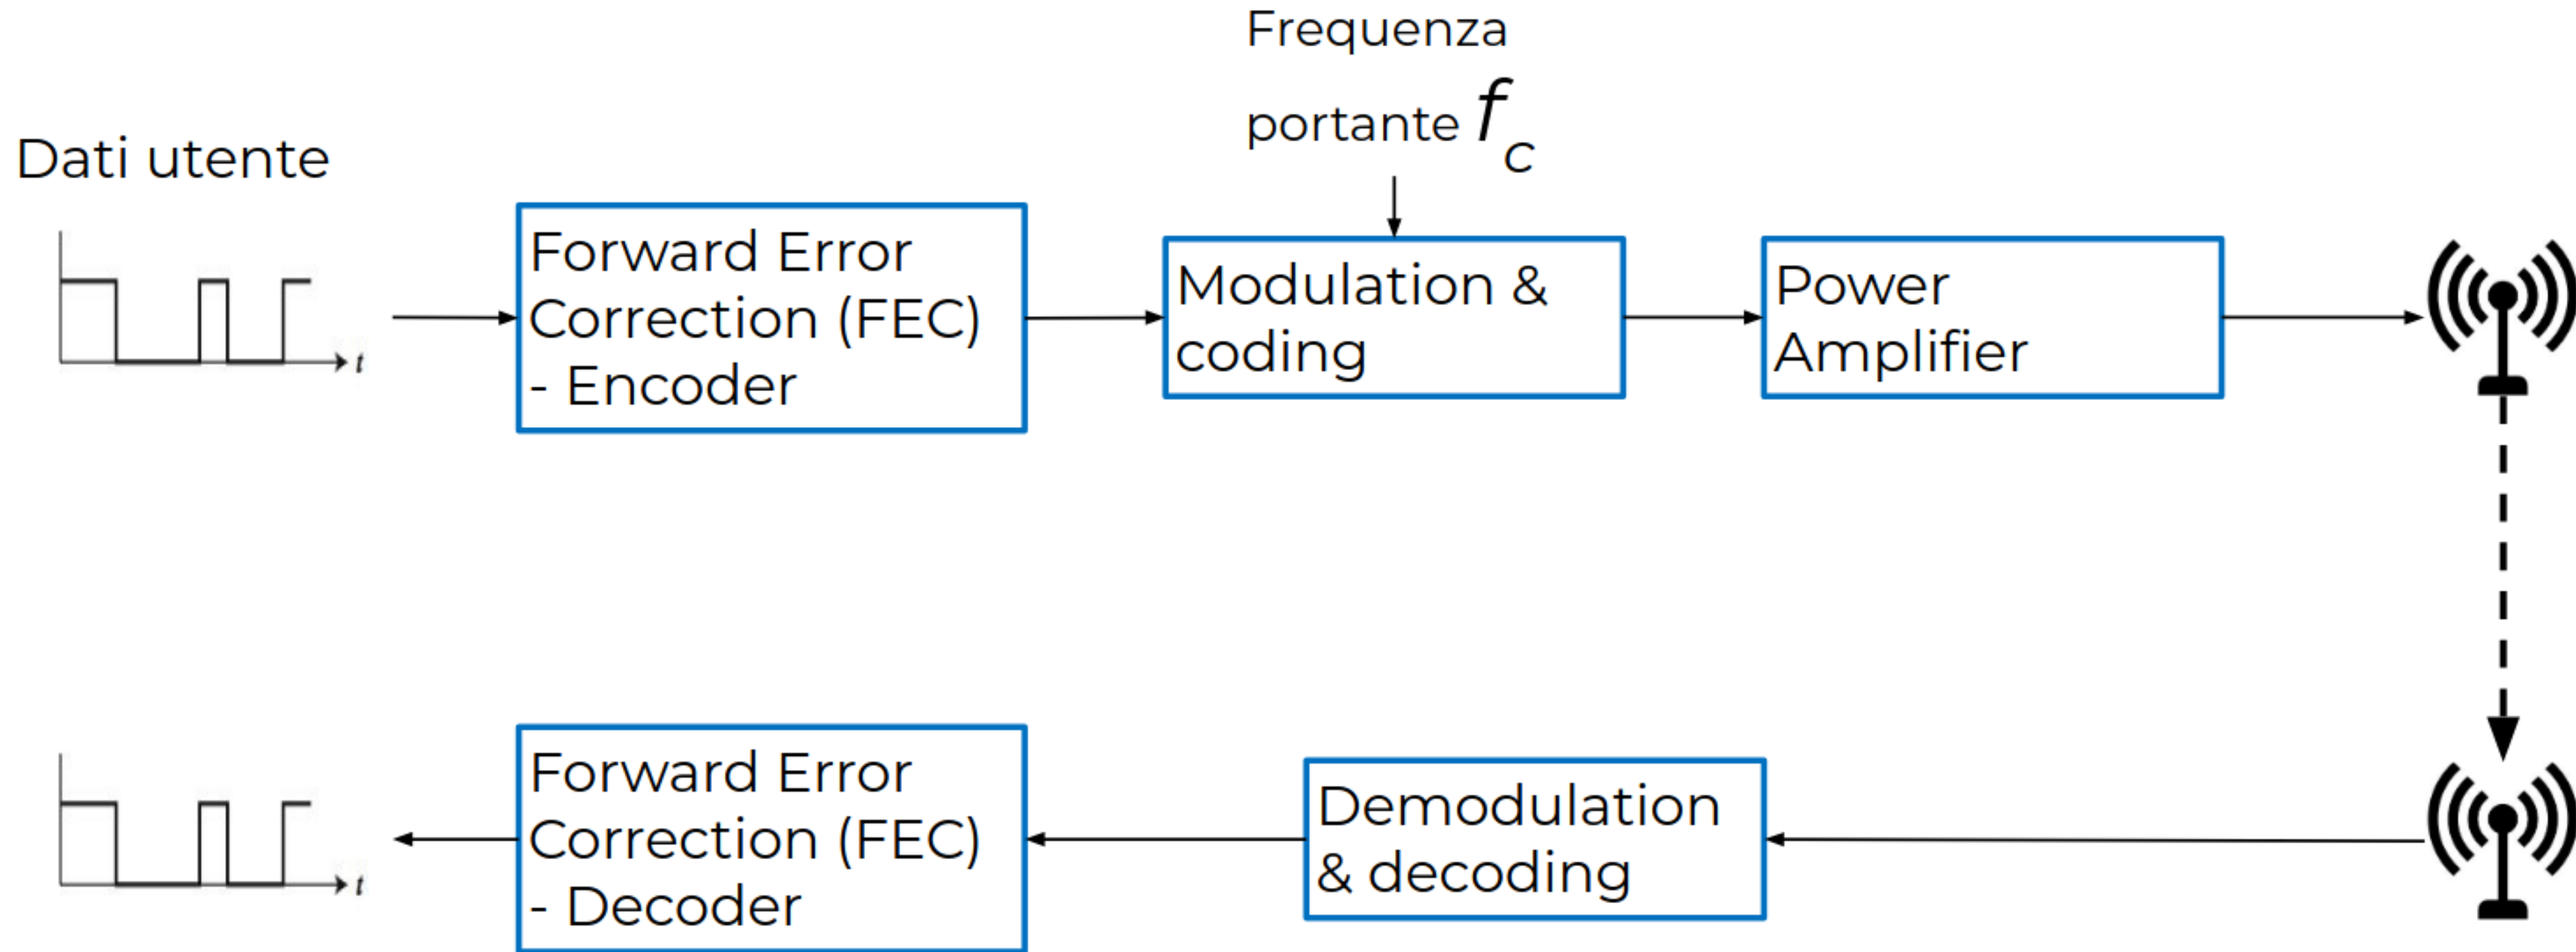 Frequenza
portante f_c
Dati utente
Forward Error
Correction (FEC)
- Encoder
Modulation &
coding
Power
Amplifier
t
Forward Error
Correction (FEC)
- Decoder
Demodulation
& decoding
t